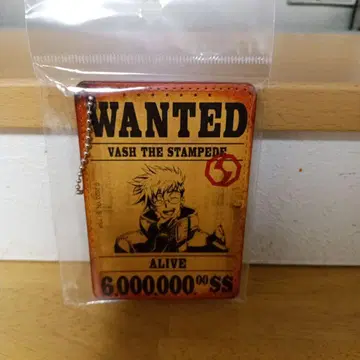 WANTED
VASH THE STAMPEDE
ALIVE
6,000,000.00 $$